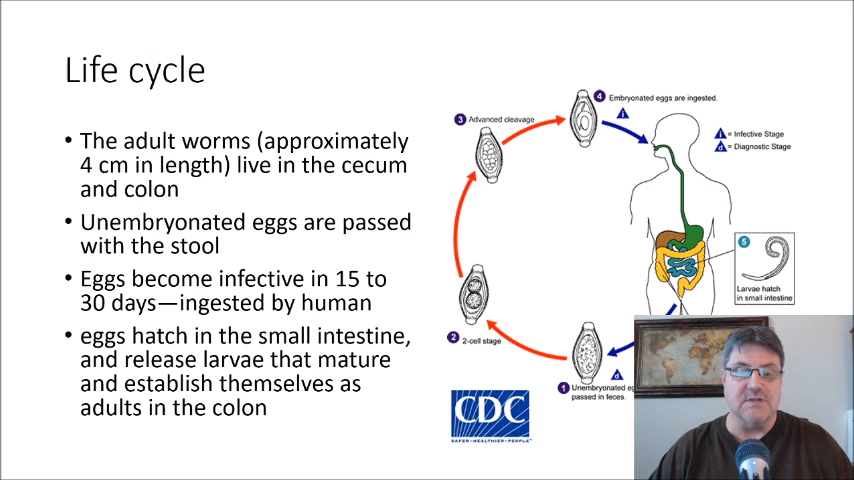 Life cycle
• The adult worms (approximately
4 cm in length) live in the cecum
and colon
• Unembryonated eggs are passed
with the stool
• Eggs become infective in 15 to
30 days—ingested by human
• eggs hatch in the small intestine,
and release larvae that mature
and establish themselves as
adults in the colon
4 Embryonated eggs are ingested.
3 Advanced cleavage
i
i = Infective Stage
d = Diagnostic Stage
5
Larvae hatch
in small intestine
2 2-cell stage
d
1 Unembryonated
passed in feces.
CDC
SAFER•HEALTHIER•PEOPLE™